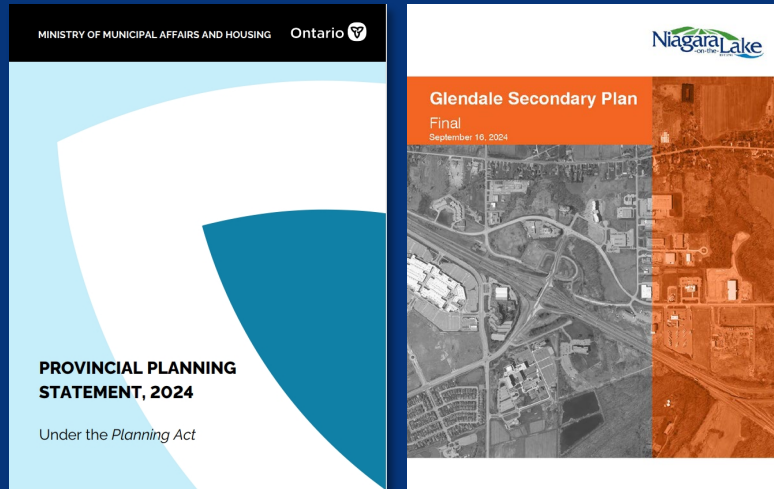 MINISTRY OF MUNICIPAL AFFAIRS AND HOUSING
Ontario
PROVINCIAL PLANNING
STATEMENT, 2024
Under the Planning Act
Niagara
-on-the-
Lake
Glendale Secondary Plan
Final
September 16, 2024